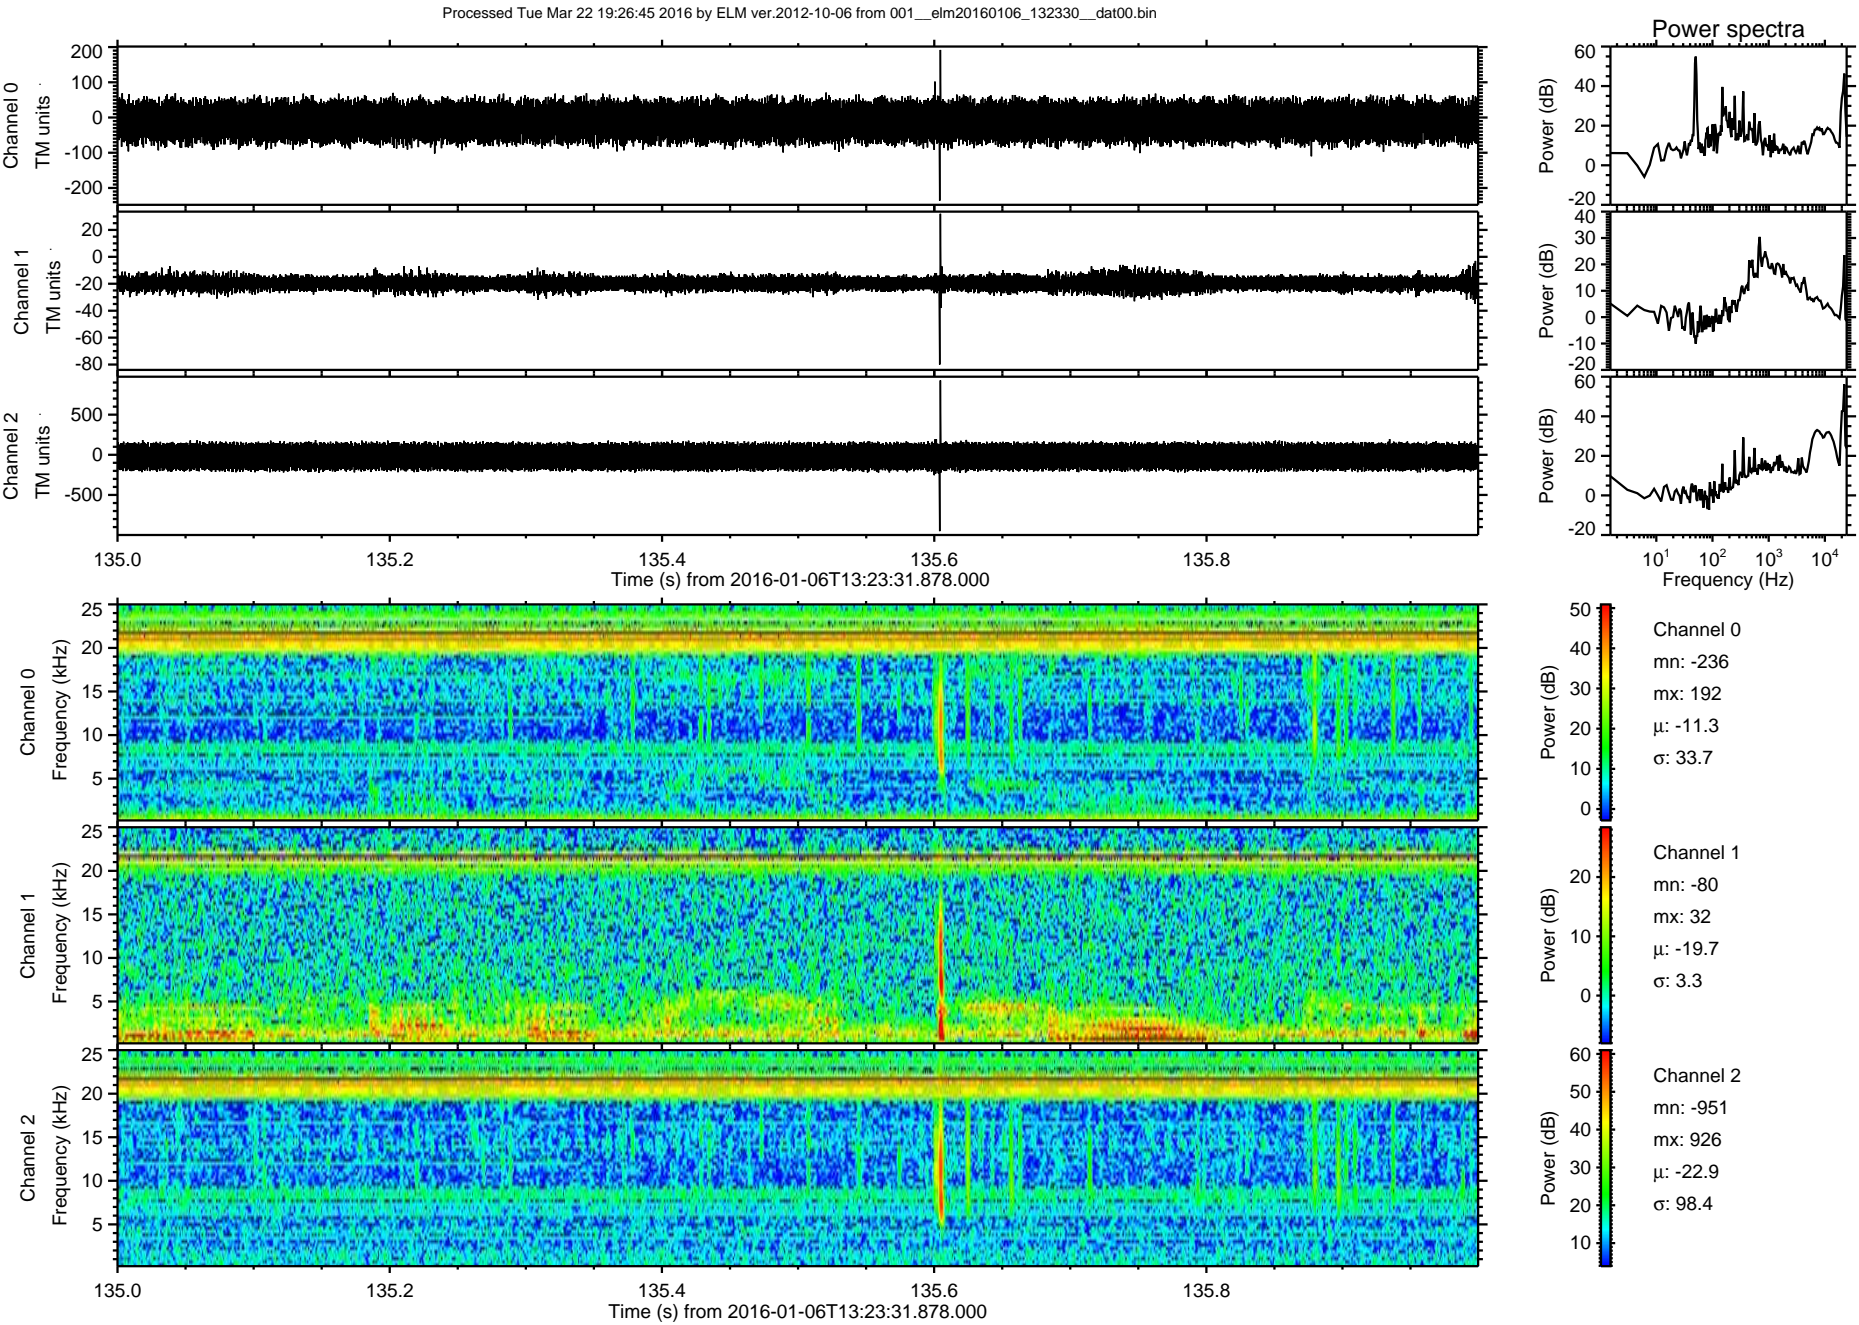 Processed Tue Mar 22 19:26:45 2016 by ELM ver.2012-10-06 from 001__elm20160106_132330__dat00.bin
Power spectra
Channel 0
TM units
200
100
0
-100
-200
Power (dB)
60
40
20
0
-20
Channel 1
TM units
20
0
-20
-40
-60
-80
Power (dB)
40
30
20
10
0
-10
-20
Channel 2
TM units
500
0
-500
Power (dB)
60
40
20
0
-20
135.0 135.2 135.4 135.6 135.8
Time (s) from 2016-01-06T13:23:31.878.000
10^1 10^2 10^3 10^4
Frequency (Hz)
Channel 0
Frequency (kHz)
25
20
15
10
5
Power (dB)
50
40
30
20
10
0
Channel 0
mn: -236
mx: 192
μ: -11.3
σ: 33.7
Channel 1
Frequency (kHz)
25
20
15
10
5
Power (dB)
20
10
0
Channel 1
mn: -80
mx: 32
μ: -19.7
σ: 3.3
Channel 2
Frequency (kHz)
25
20
15
10
5
Power (dB)
60
50
40
30
20
10
Channel 2
mn: -951
mx: 926
μ: -22.9
σ: 98.4
135.0 135.2 135.4 135.6 135.8
Time (s) from 2016-01-06T13:23:31.878.000